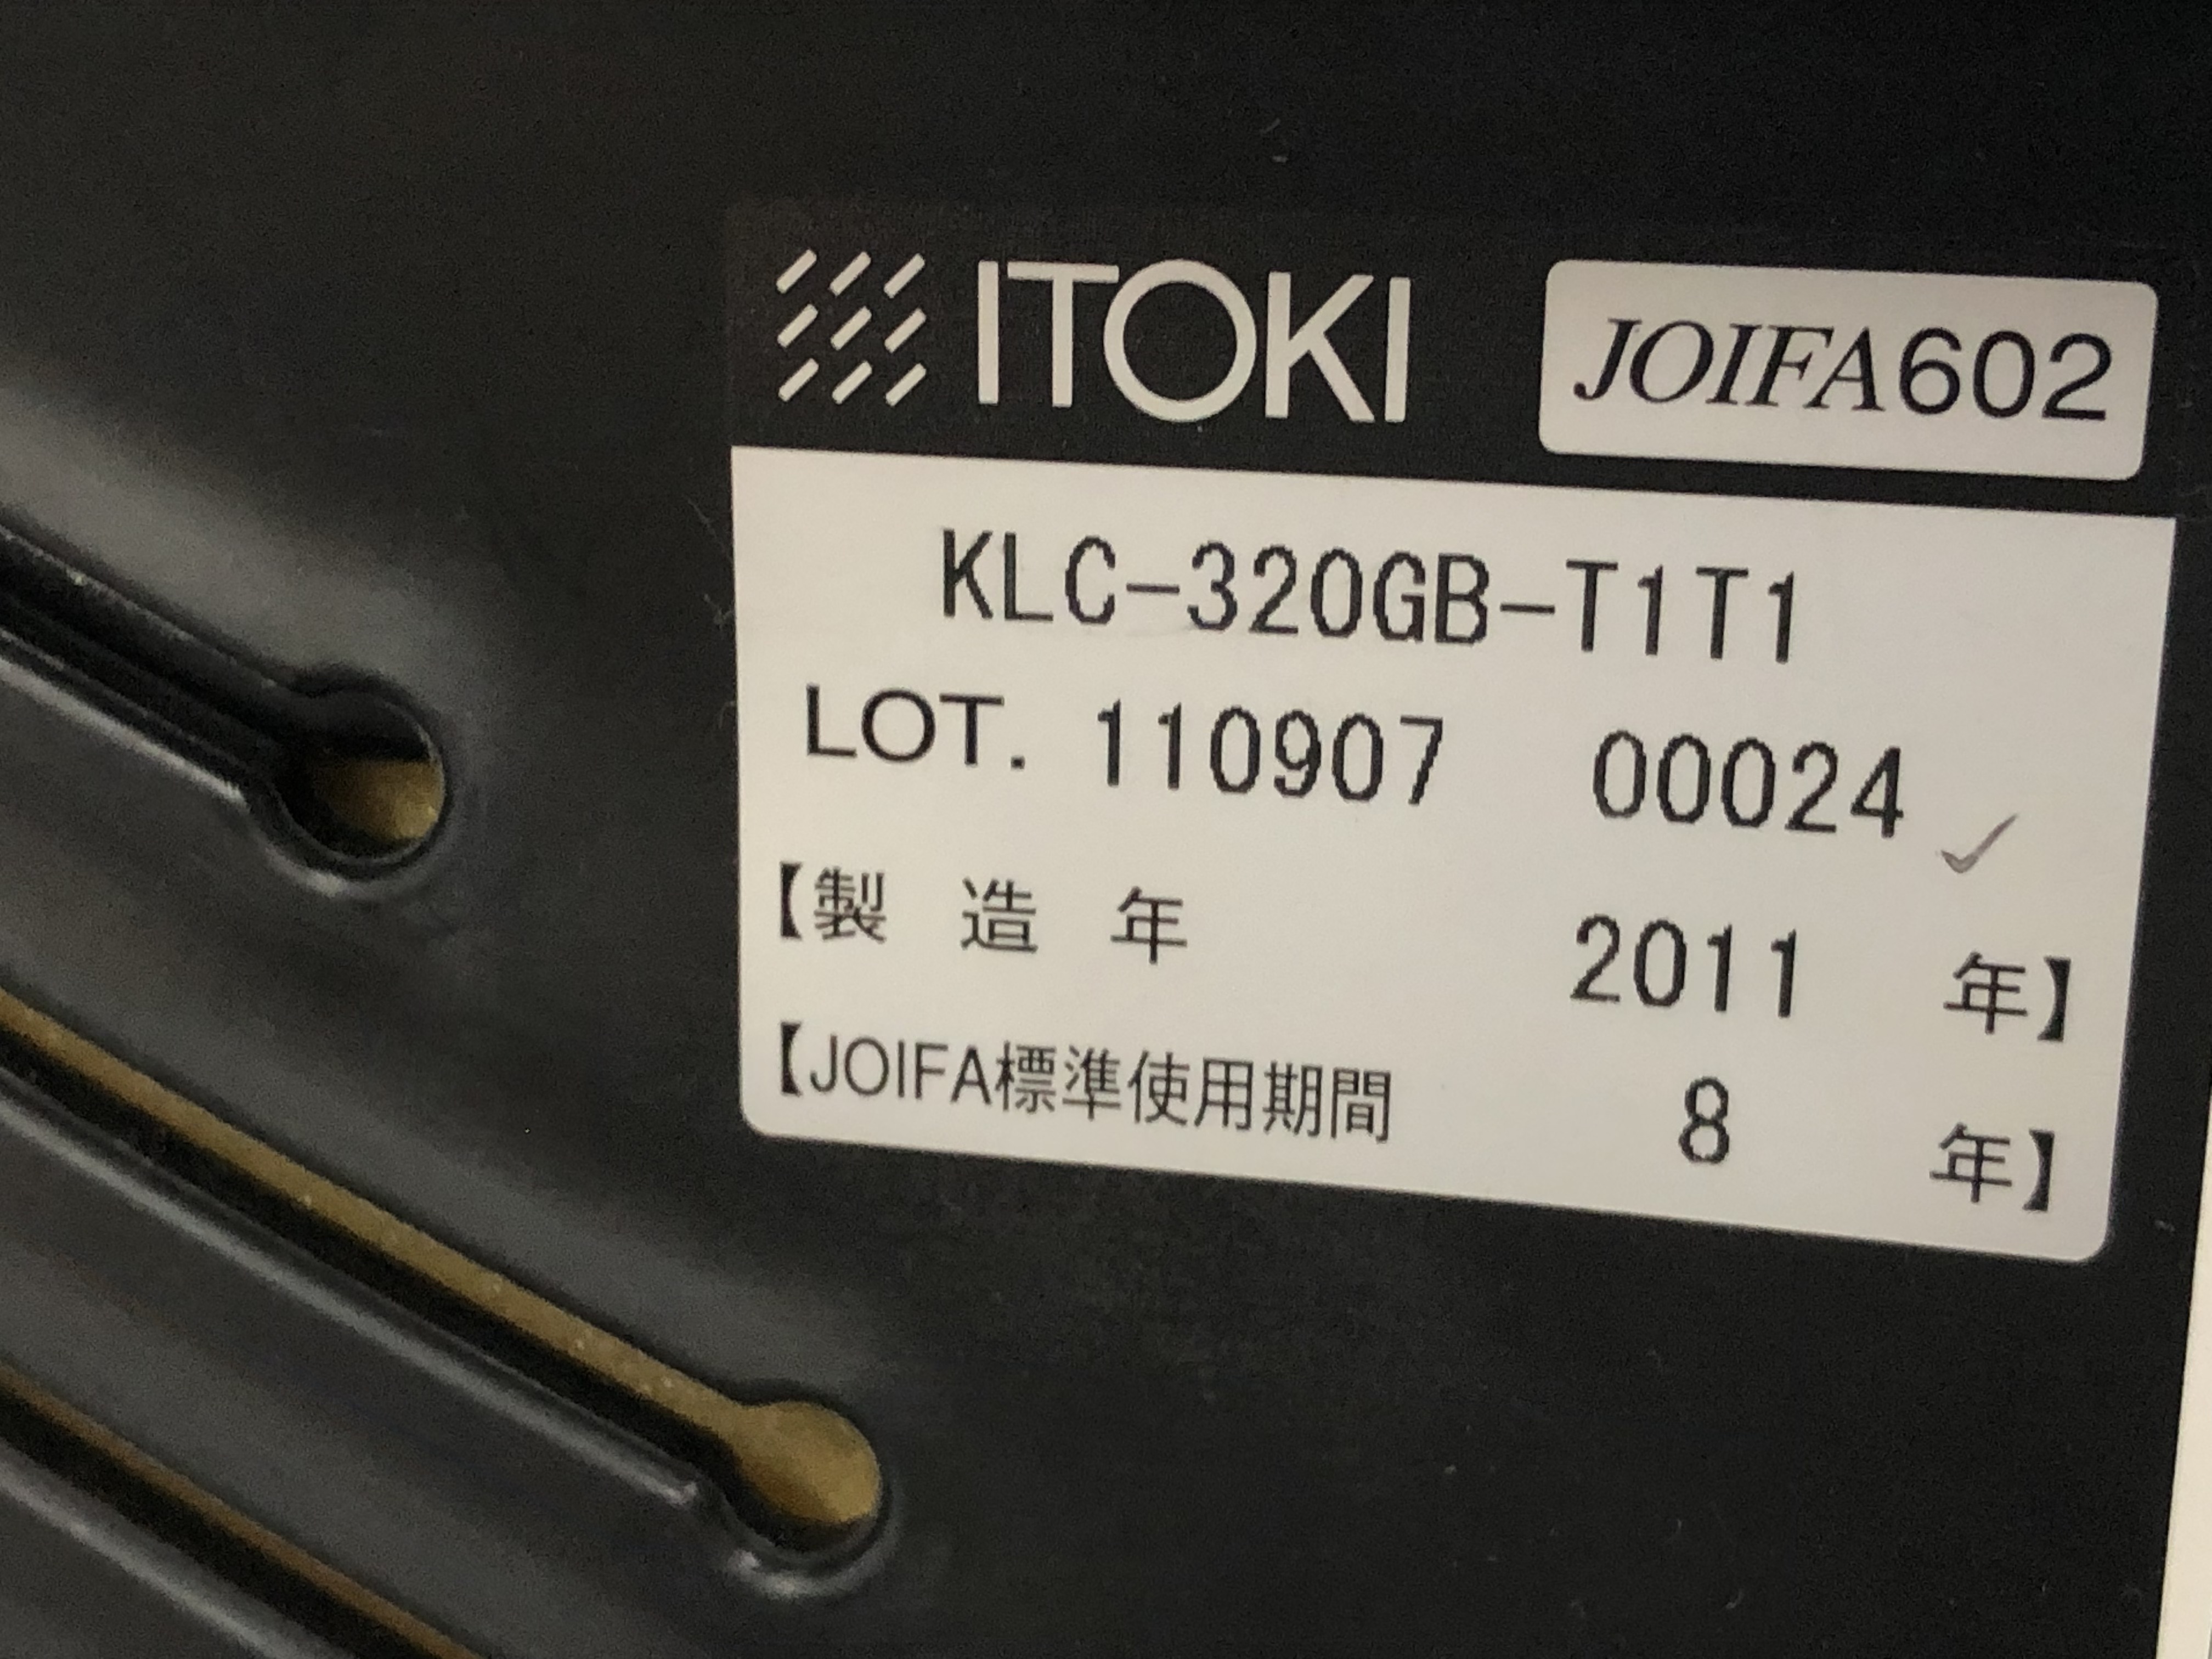 ITOKI JOIFA602
KLC-320GB-T1T1
LOT. 110907 00024
【製造年 2011 年】
【JOIFA標準使用期間 8 年】